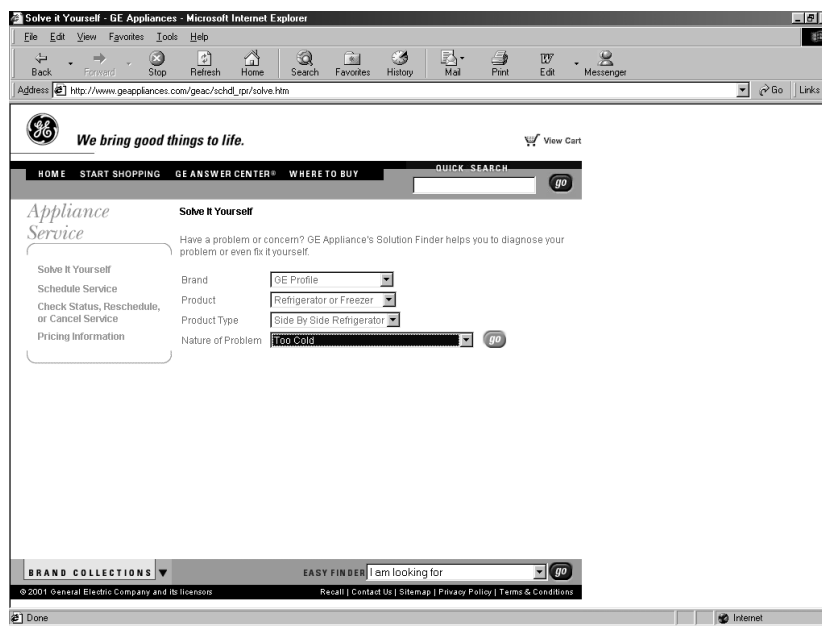 Solve it Yourself - GE Appliances - Microsoft Internet Explorer
File Edit View Favorites Tools Help
Back Forward Stop Refresh Home Search Favorites History Mail Print Edit Messenger
Address http://www.geappliances.com/geac/schdl_rpr/solve.htm Go Links
GE
We bring good things to life.
View Cart
HOME START SHOPPING GE ANSWER CENTER® WHERE TO BUY
QUICK SEARCH
go
Appliance
Service
Solve It Yourself
Schedule Service
Check Status, Reschedule,
or Cancel Service
Pricing Information
Solve It Yourself
Have a problem or concern? GE Appliance's Solution Finder helps you to diagnose your
problem or even fix it yourself.
Brand GE Profile
Product Refrigerator or Freezer
Product Type Side By Side Refrigerator
Nature of Problem Too Cold go
BRAND COLLECTIONS EASY FINDER I am looking for go
© 2001 General Electric Company and its licensors Recall | Contact Us | Sitemap | Privacy Policy | Terms & Conditions
Done Internet